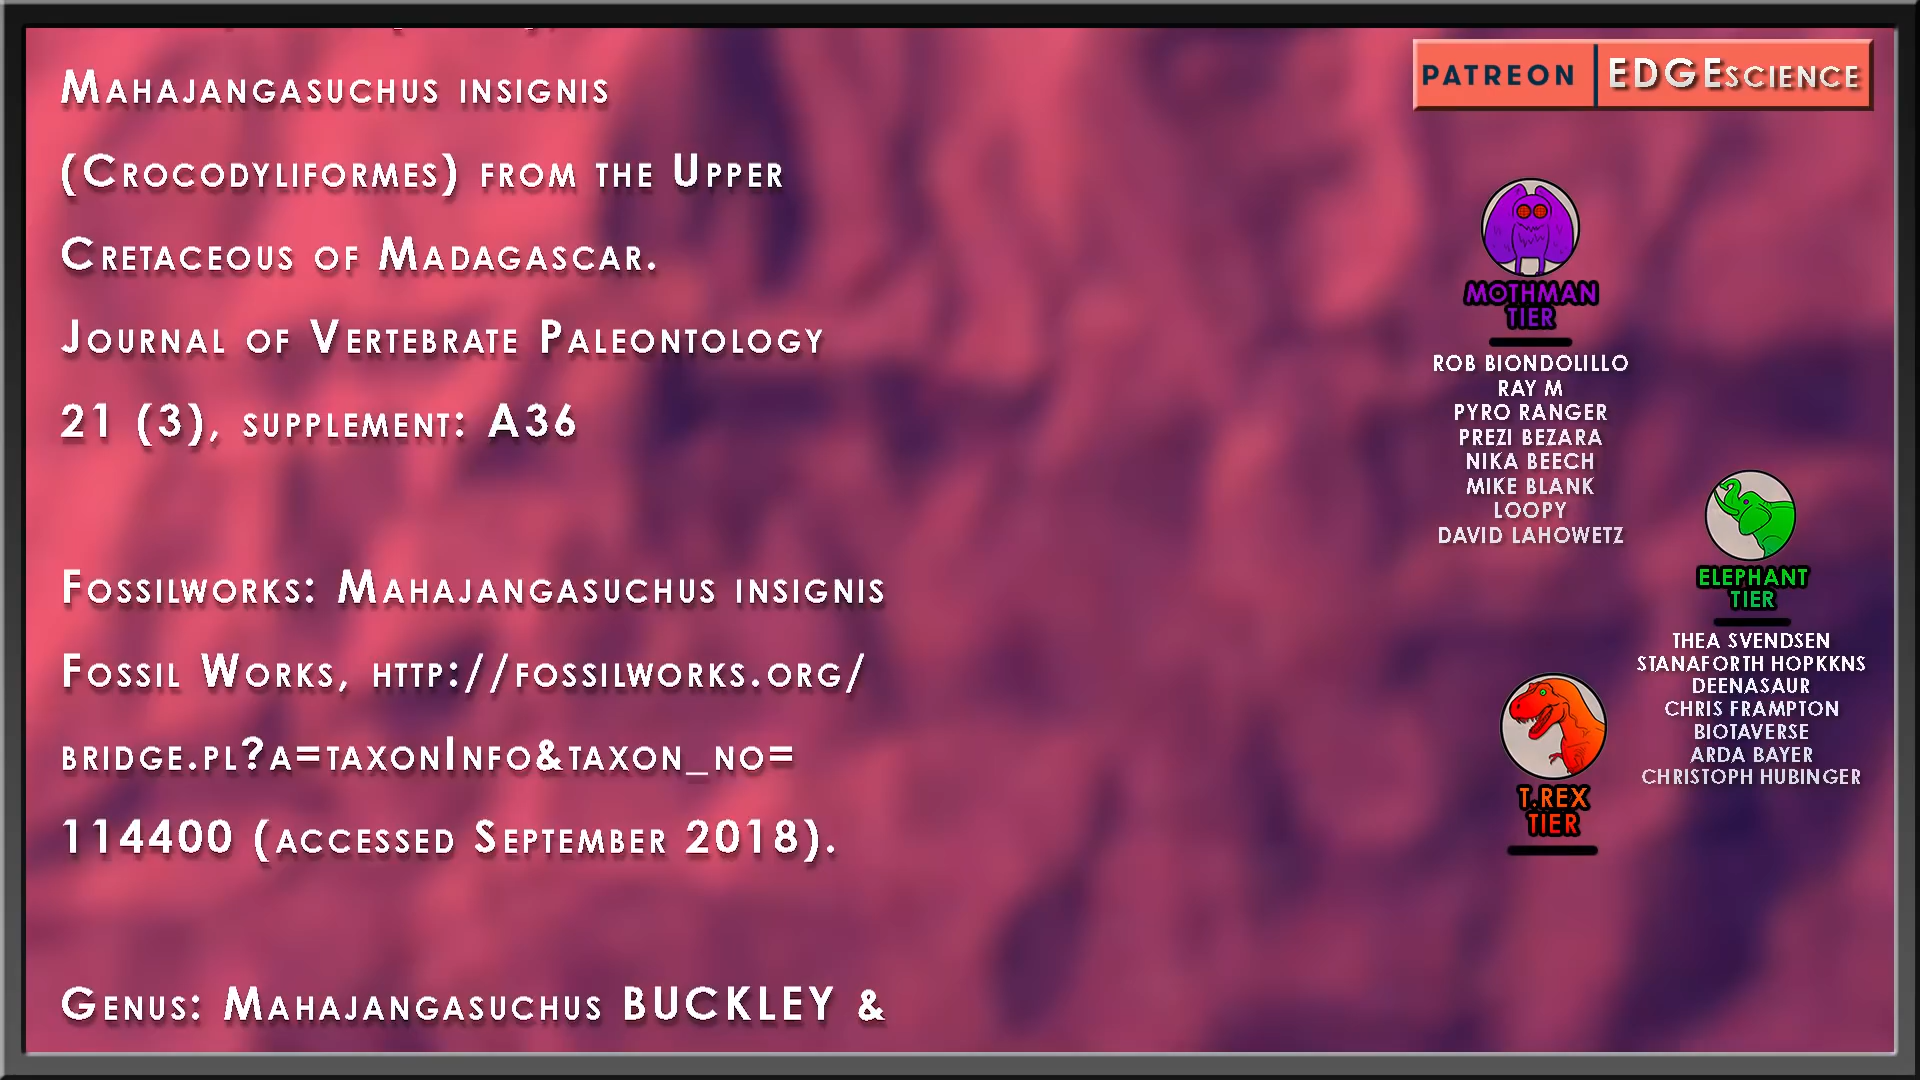 Mahajangasuchus insignis
(Crocodyliformes) from the Upper
Cretaceous of Madagascar.
Journal of Vertebrate Paleontology
21 (3), supplement: A36
Fossilworks: Mahajangasuchus insignis
Fossil Works, http://fossilworks.org/
bridge.pl?a=taxonInfo&taxon_no=
114400 (accessed September 2018).
Genus: Mahajangasuchus BUCKLEY &
PATREON | EDGEscience
MOTHMAN
TIER
ROB BIONDOLILLO
RAY M
PYRO RANGER
PREZI BEZARA
NIKA BEECH
MIKE BLANK
LOOPY
DAVID LAHOWETZ
ELEPHANT
TIER
THEA SVENDSEN
STANAFORTH HOPKKNS
DEENASAUR
CHRIS FRAMPTON
BIOTAVERSE
ARDA BAYER
CHRISTOPH HUBINGER
T.REX
TIER